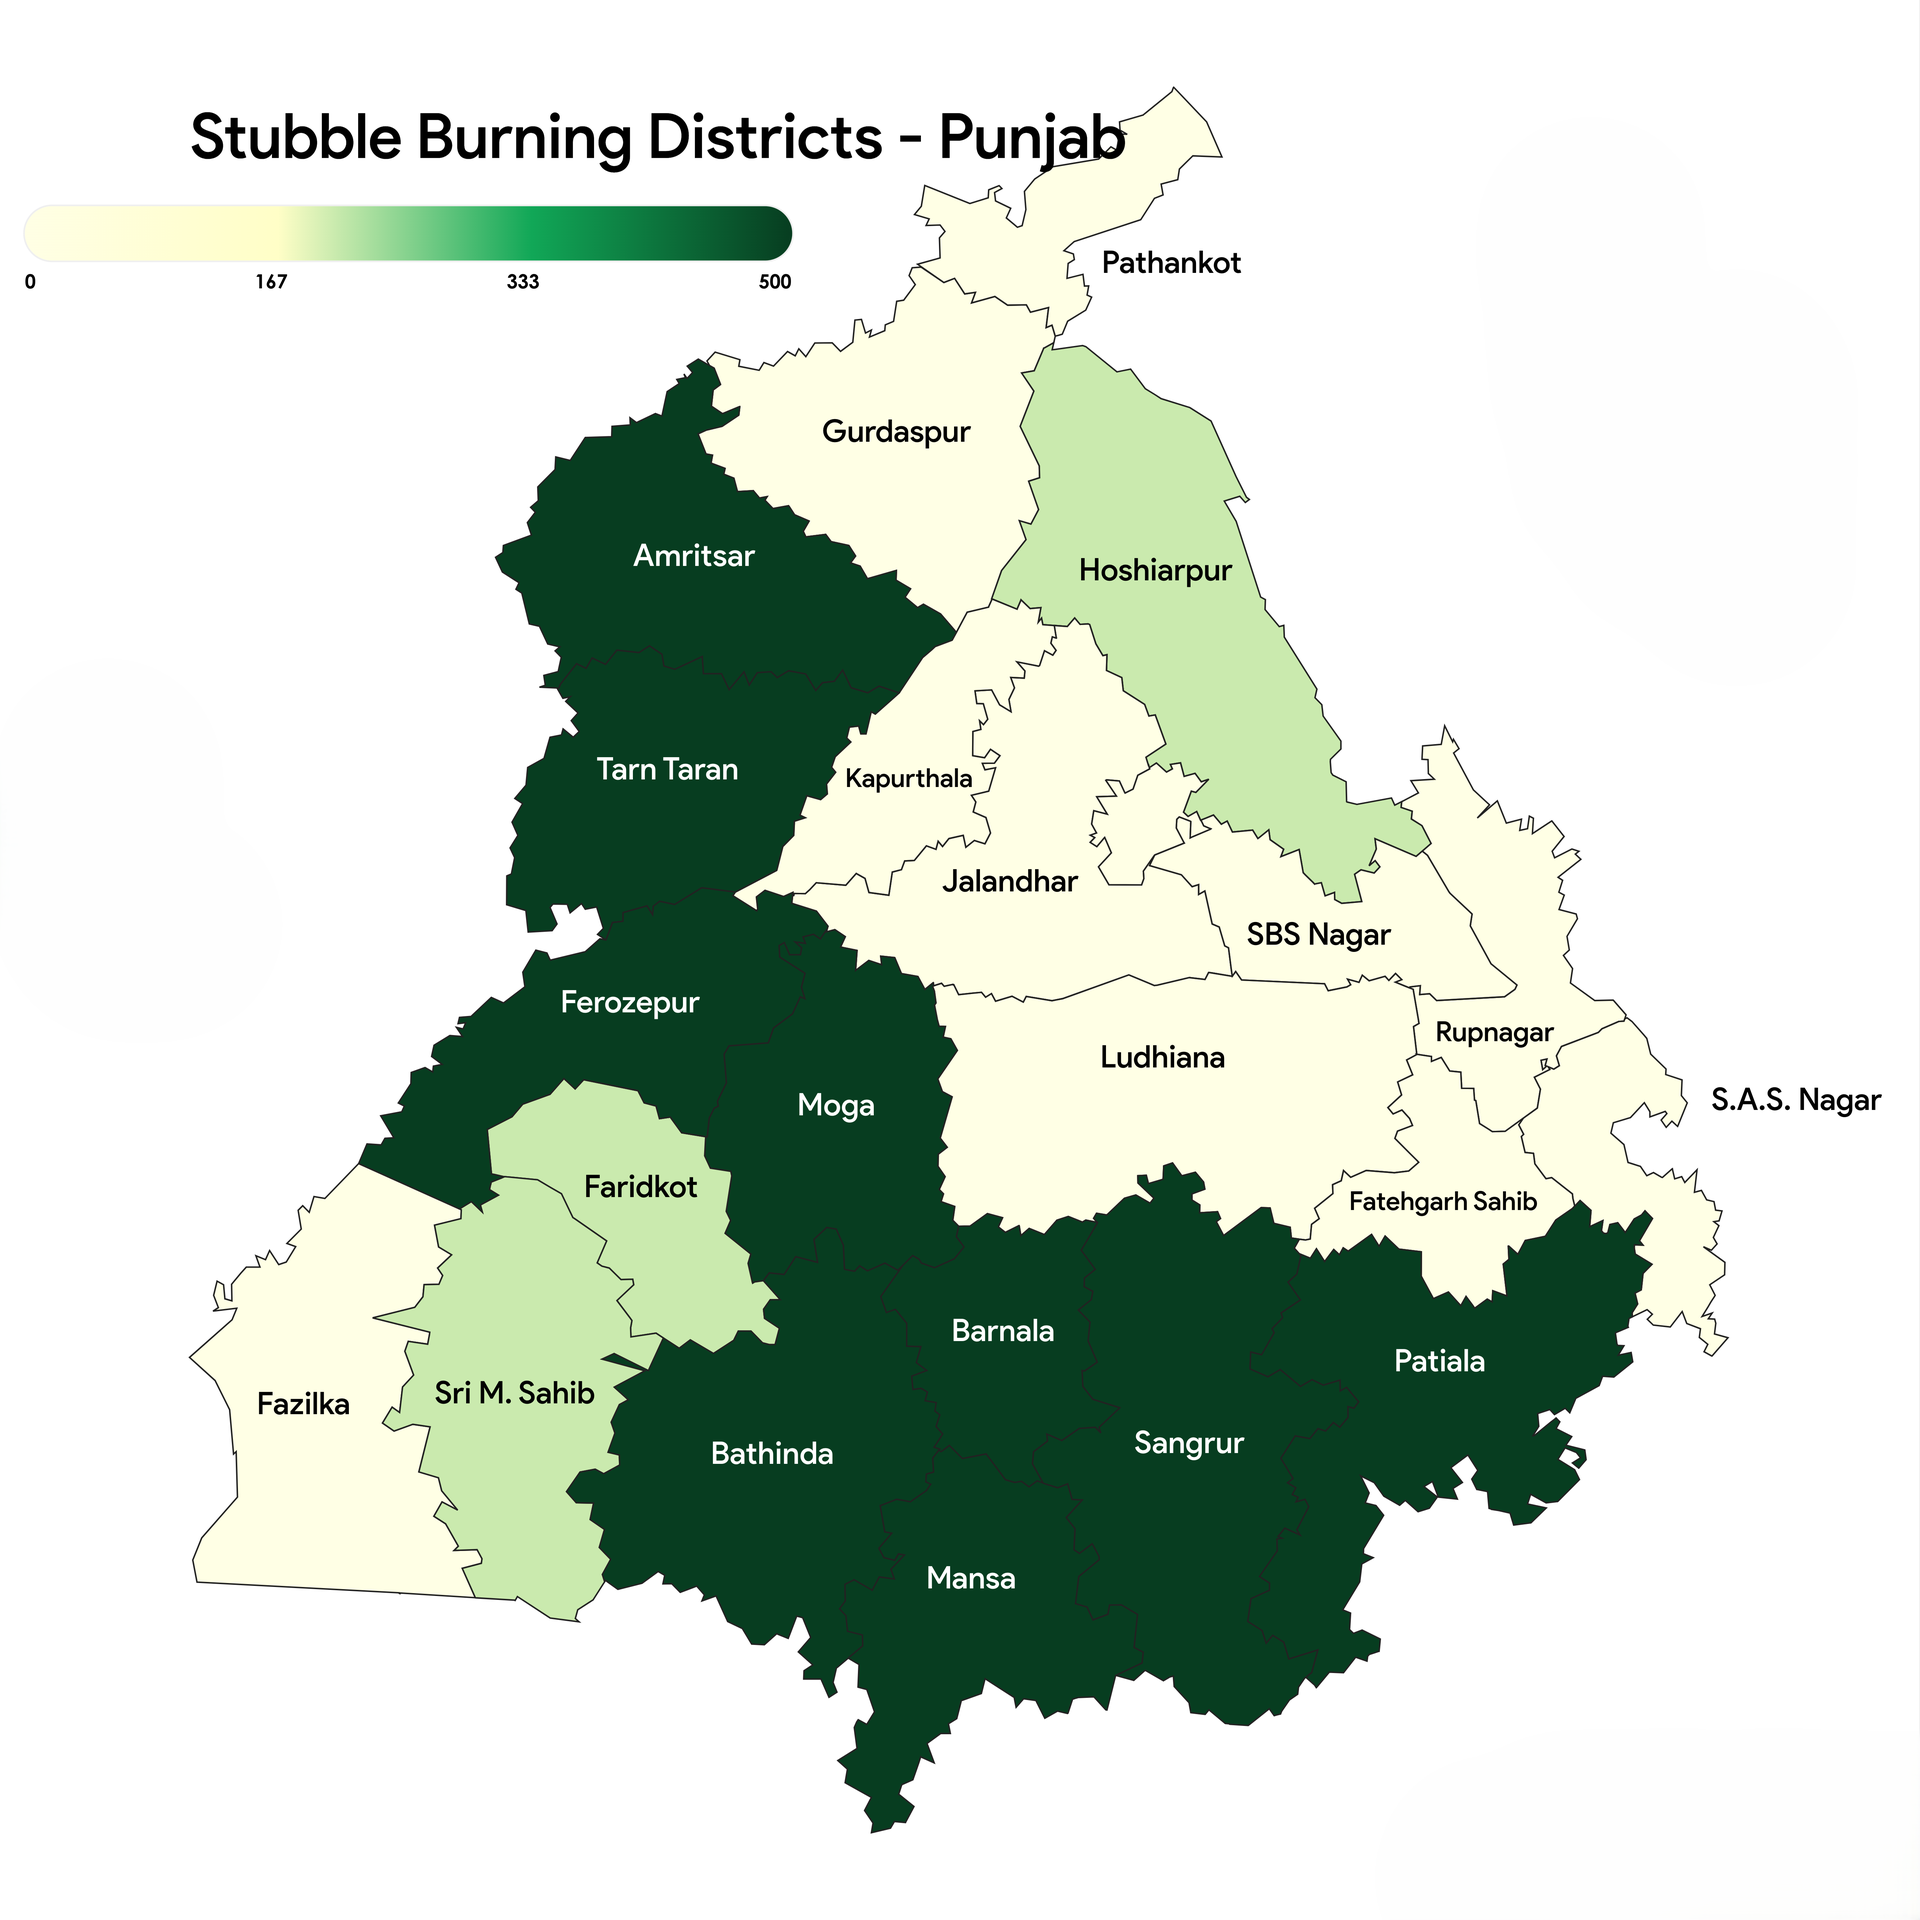 Stubble Burning Districts - Punjab
0 167 333 500
Pathankot
Gurdaspur
Amritsar
Hoshiarpur
Tarn Taran
Kapurthala
Jalandhar
SBS Nagar
Ferozepur
Rupnagar
Ludhiana
S.A.S. Nagar
Moga
Faridkot
Fatehgarh Sahib
Barnala
Patiala
Sri M. Sahib
Fazilka
Sangrur
Bathinda
Mansa